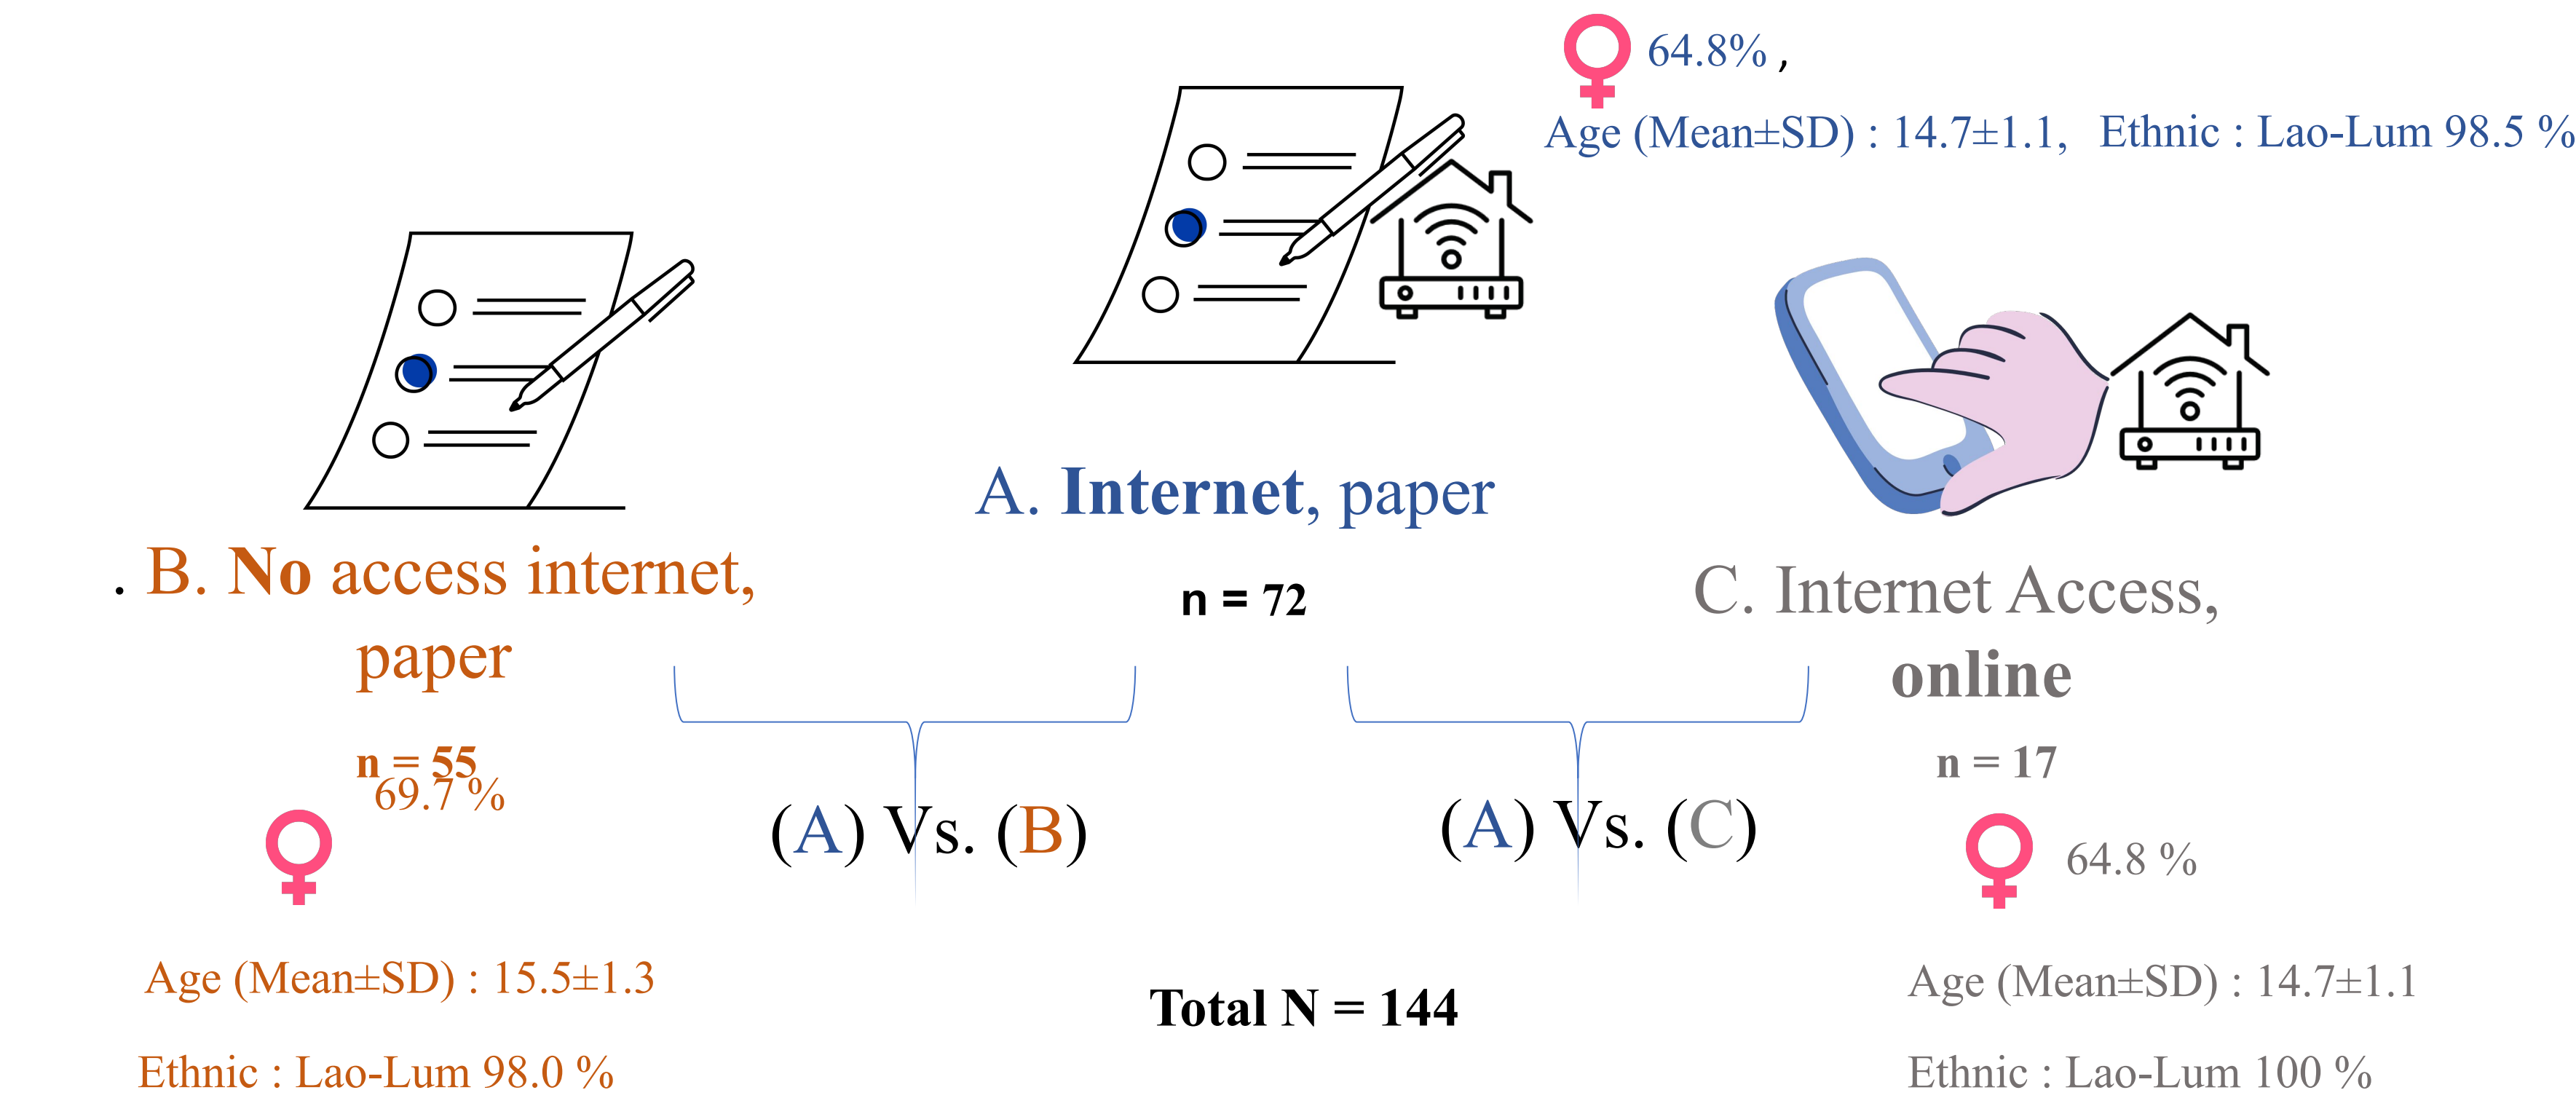 64.8% ,
Age (Mean±SD) : 14.7±1.1, Ethnic : Lao-Lum 98.5 %
A. Internet, paper
n = 72
. B. No access internet,
paper
n = 55
69.7 %
Age (Mean±SD) : 15.5±1.3
Ethnic : Lao-Lum 98.0 %
C. Internet Access,
online
n = 17
64.8 %
Age (Mean±SD) : 14.7±1.1
Ethnic : Lao-Lum 100 %
(A) Vs. (B)
(A) Vs. (C)
Total N = 144